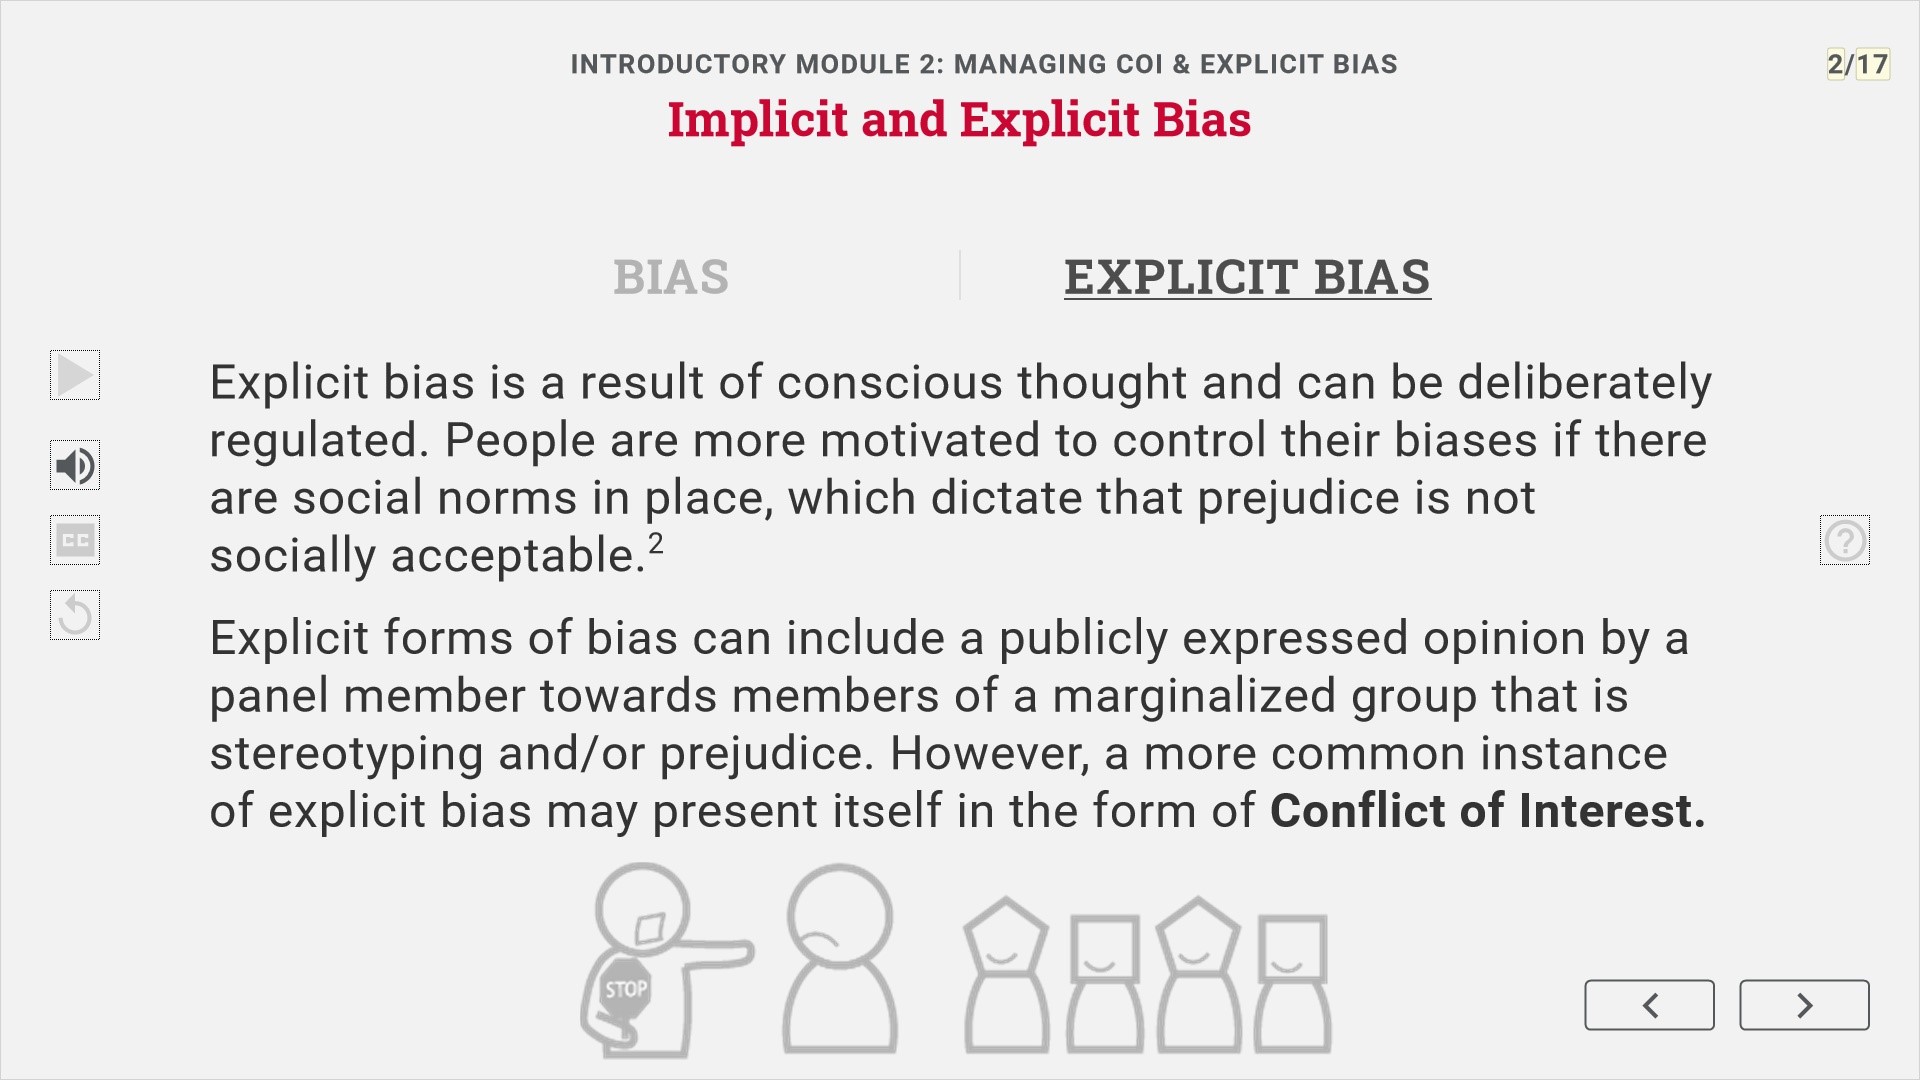 INTRODUCTORY MODULE 2: MANAGING COI & EXPLICIT BIAS
2/17
Implicit and Explicit Bias
BIAS
EXPLICIT BIAS
Explicit bias is a result of conscious thought and can be deliberately
regulated. People are more motivated to control their biases if there
are social norms in place, which dictate that prejudice is not
socially acceptable.²
Explicit forms of bias can include a publicly expressed opinion by a
panel member towards members of a marginalized group that is
stereotyping and/or prejudice. However, a more common instance
of explicit bias may present itself in the form of Conflict of Interest.
CC
?
STOP